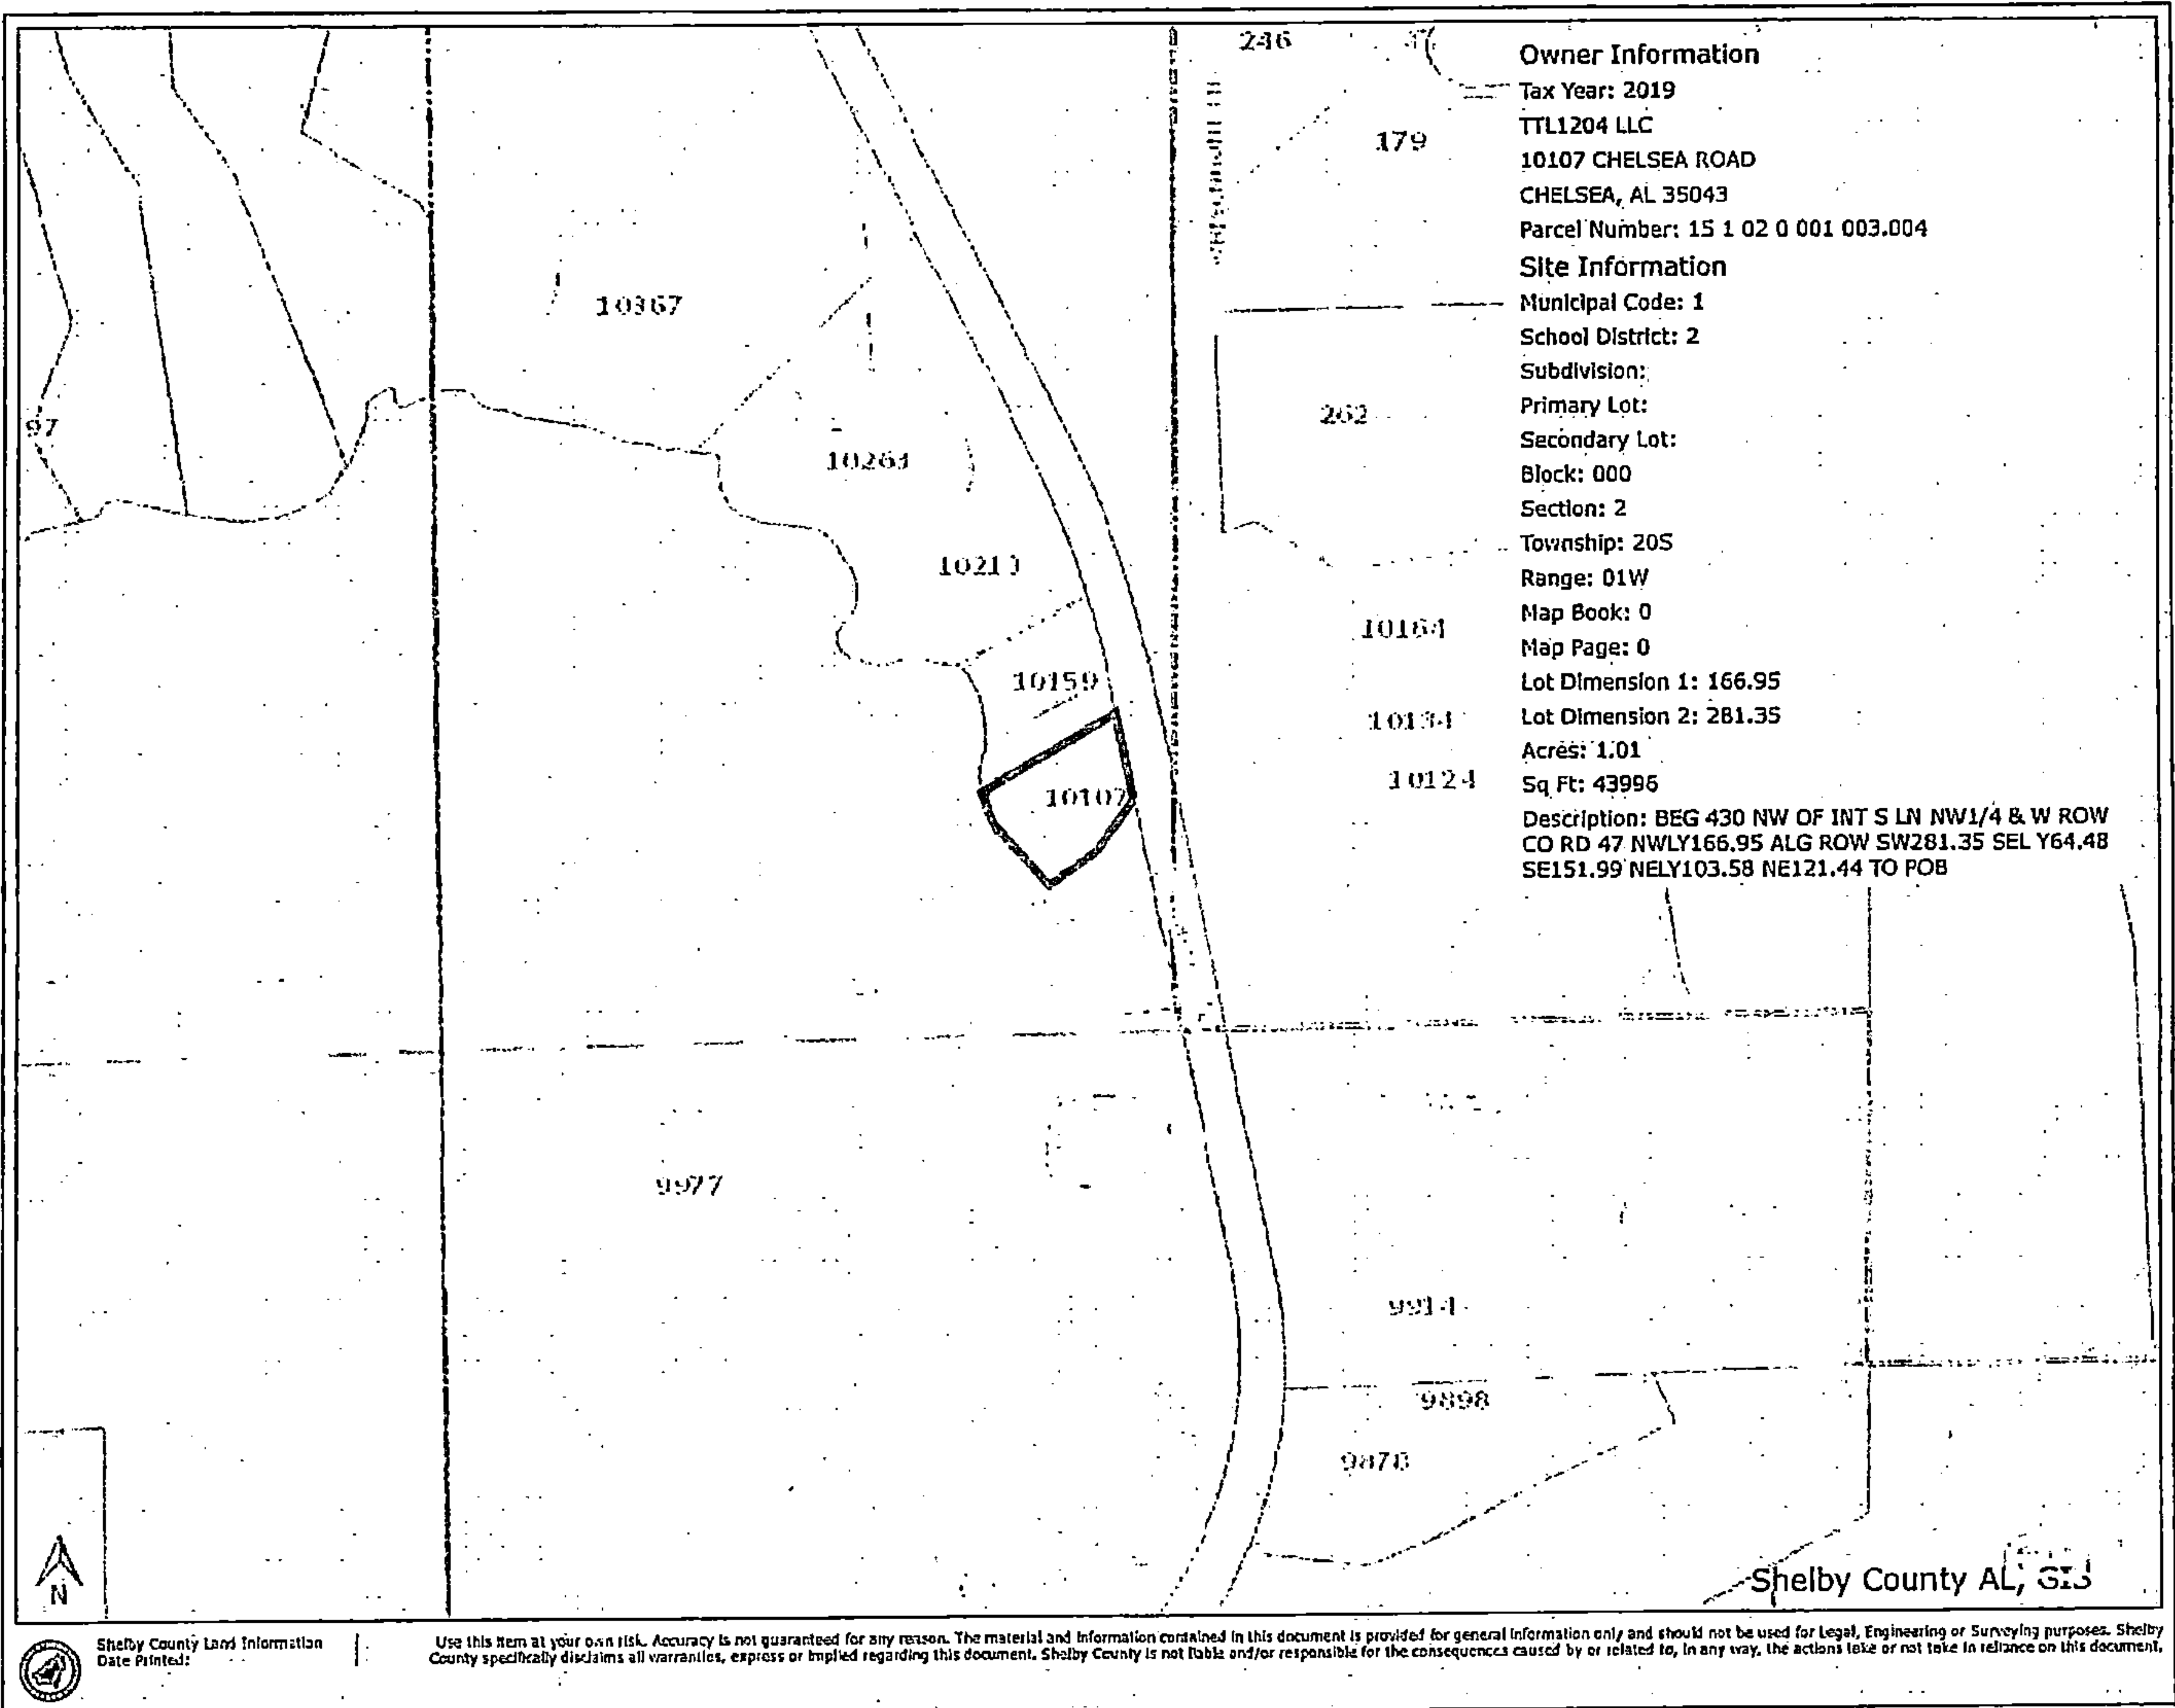 246
179
10367
97
262
10213
10159
10134
10124
10107
9977
9914
9898
Owner Information
Tax Year: 2019
TTL1204 LLC
10107 CHELSEA ROAD
CHELSEA, AL 35043
Parcel Number: 15 1 02 0 001 003.004
Site Information
Municipal Code: 1
School District: 2
Subdivision:
Primary Lot:
Secondary Lot:
Block: 000
Section: 2
Township: 20S
Range: 01W
Map Book: 0
Map Page: 0
Lot Dimension 1: 166.95
Lot Dimension 2: 281.35
Acres: 1.01
Sq Ft: 43996
Description: BEG 430 NW OF INT S LN NW1/4 & W ROW
CO RD 47 NWLY166.95 ALG ROW SW281.35 SEL Y64.48
SE151.99 NELY103.58 NE121.44 TO POB
N
Shelby County AL, GIS
Shelby County Land Information
Date Printed:
Use this item at your own risk. Accuracy is not guaranteed for any reason. The material and information contained in this document is provided for general information only and should not be used for Legal, Engineering or Surveying purposes. Shelby
County specifically disclaims all warranties, express or implied regarding this document. Shelby County is not liable and/or responsible for the consequences caused by or related to, in any way, the actions take or not take in reliance on this document.